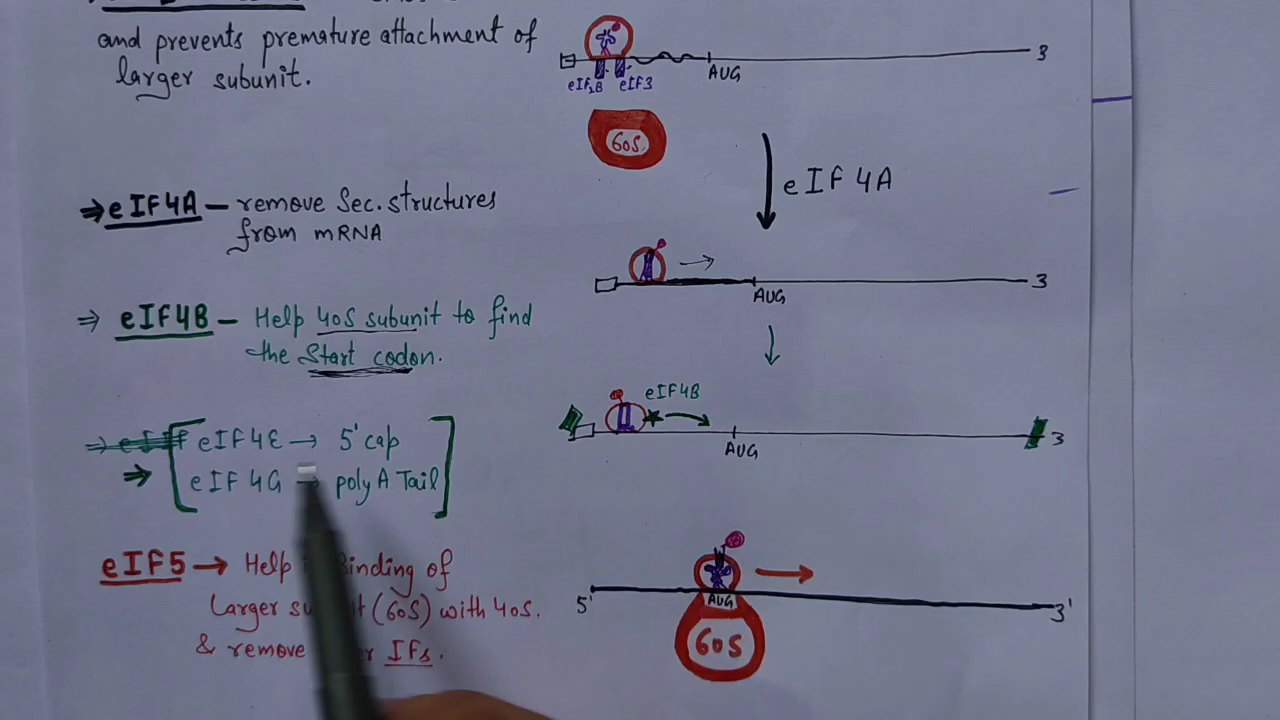 and prevents premature attachment of
larger subunit.
⇒ eIF4A – remove Sec. structures
from mRNA
⇒ eIF4B – Help 40S subunit to find
the Start codon.
eIF4E → 5' cap
⇒ eIF4G → poly A Tail
eIF5 → Help Binding of
Larger (60S) with 40S.
& remove IFs.
AUG
3
eIF3
60S
eIF4A
AUG
3
eIF4B
AUG
3
5'
AUG
3'
60S